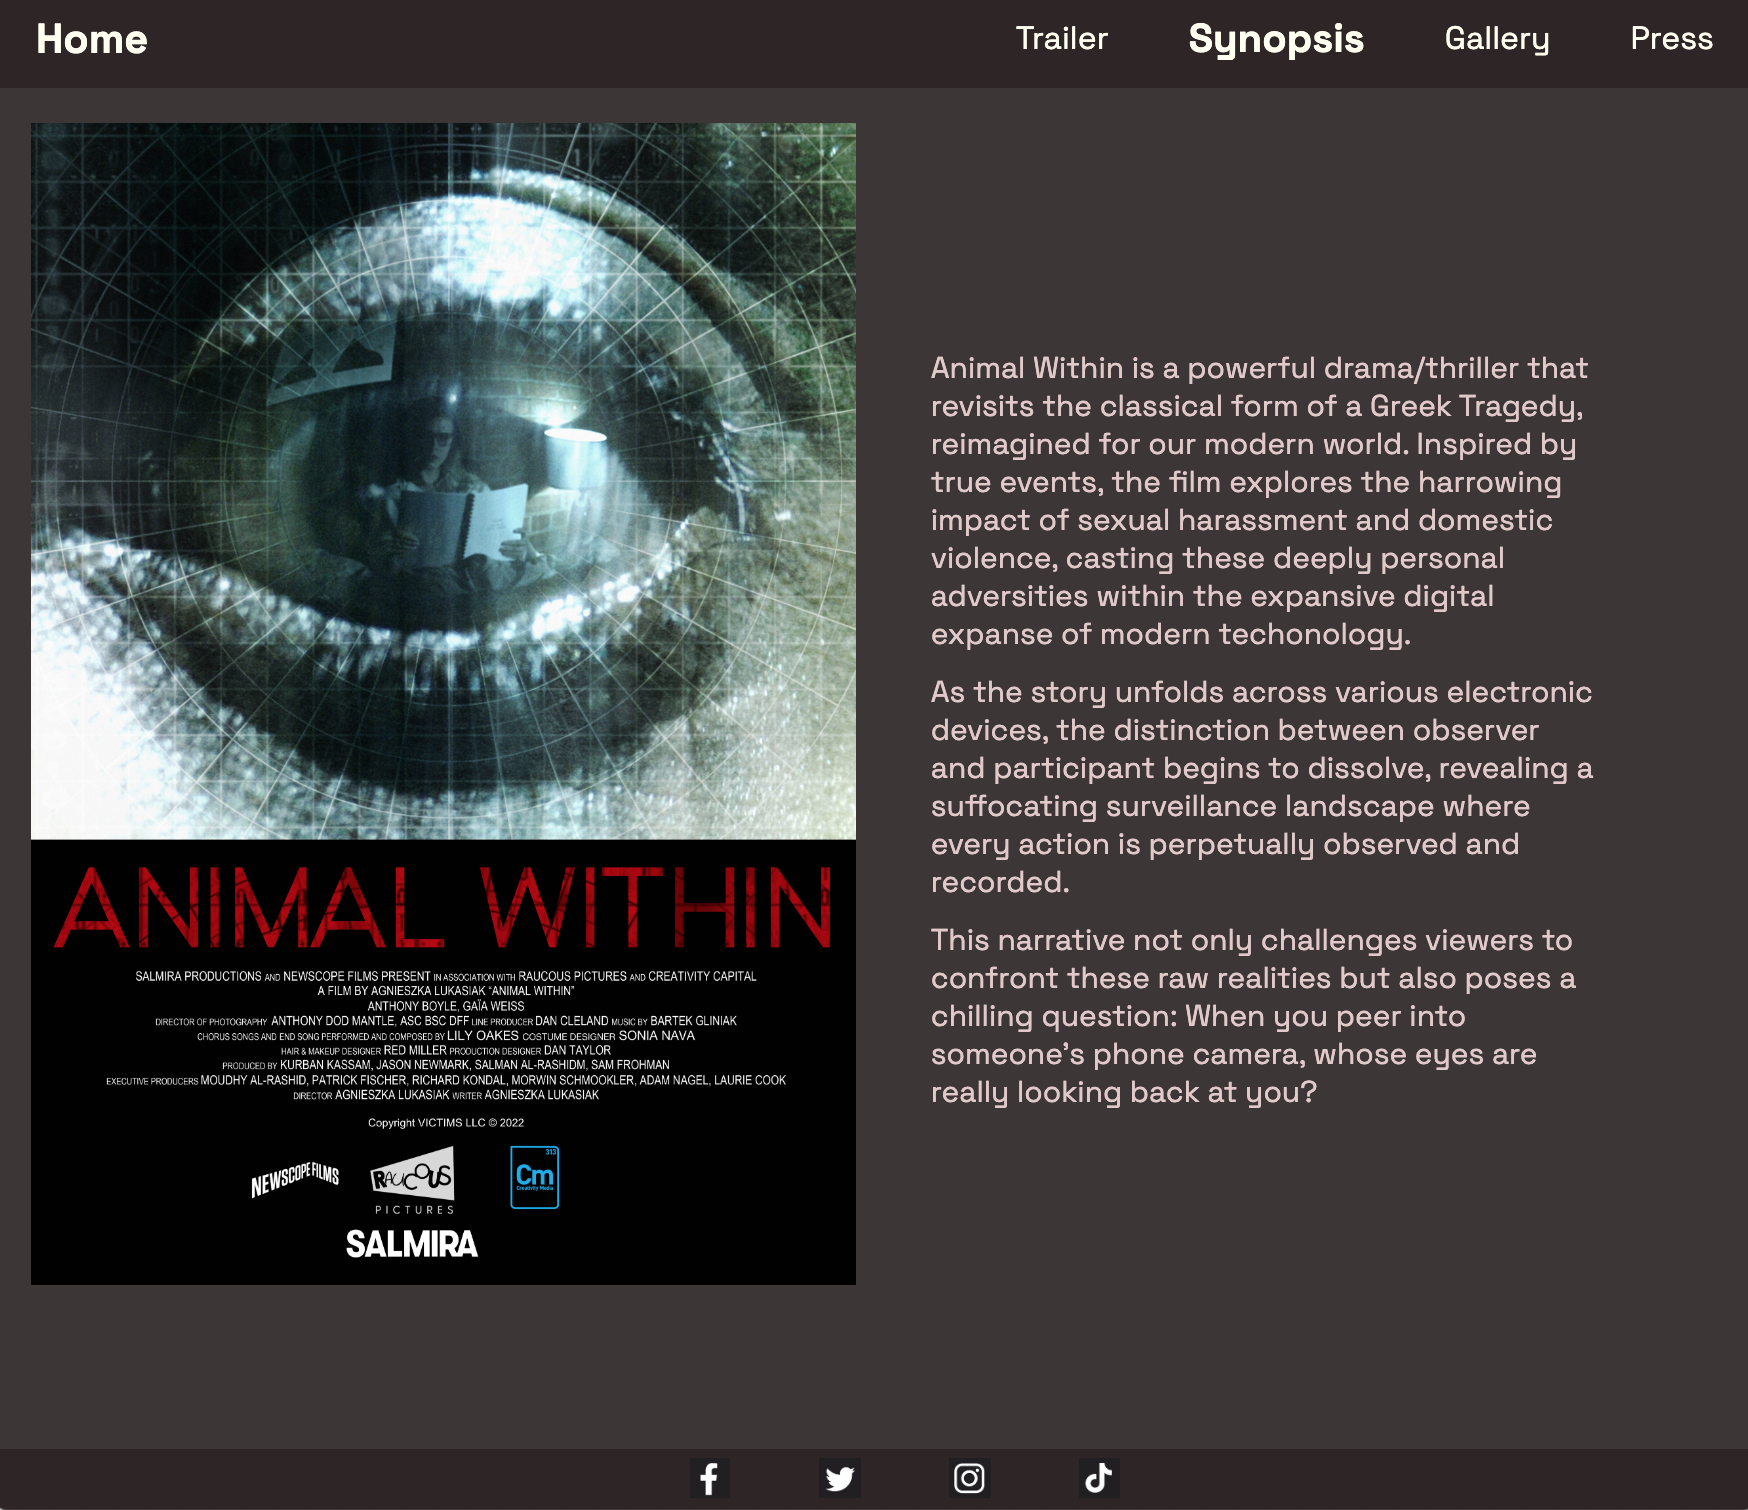 Home
Trailer
Synopsis
Gallery
Press
ANIMAL WITHIN
SALMIRA PRODUCTIONS AND NEWSCOPE FILMS PRESENT IN ASSOCIATION WITH RAUCOUS PICTURES AND CREATIVITY CAPITAL
A FILM BY AGNIESZKA LUKASIAK “ANIMAL WITHIN”
ANTHONY BOYLE, GAÏA WEISS
DIRECTOR OF PHOTOGRAPHY ANTHONY DOD MANTLE, ASC BSC DFF LINE PRODUCER DAN CLELAND MUSIC BY BARTEK GLINIAK
CHORUS SONGS AND END SONG PERFORMED AND COMPOSED BY LILY OAKES COSTUME DESIGNER SONIA NAVA
HAIR & MAKEUP DESIGNER RED MILLER PRODUCTION DESIGNER DAN TAYLOR
PRODUCED BY KURBAN KASSAM, JASON NEWMARK, SALMAN AL-RASHIDM, SAM FROHMAN
EXECUTIVE PRODUCERS MOUDHY AL-RASHID, PATRICK FISCHER, RICHARD KONDAL, MORWIN SCHMOOKLER, ADAM NAGEL, LAURIE COOK
DIRECTOR AGNIESZKA LUKASIAK WRITER AGNIESZKA LUKASIAK
Copyright VICTIMS LLC © 2022
NEWSCOPE FILMS
RAUCOUS
PICTURES
313
Cm
Creativity Media
SALMIRA
Animal Within is a powerful drama/thriller that
revisits the classical form of a Greek Tragedy,
reimagined for our modern world. Inspired by
true events, the film explores the harrowing
impact of sexual harassment and domestic
violence, casting these deeply personal
adversities within the expansive digital
expanse of modern techonology.
As the story unfolds across various electronic
devices, the distinction between observer
and participant begins to dissolve, revealing a
suffocating surveillance landscape where
every action is perpetually observed and
recorded.
This narrative not only challenges viewers to
confront these raw realities but also poses a
chilling question: When you peer into
someone’s phone camera, whose eyes are
really looking back at you?